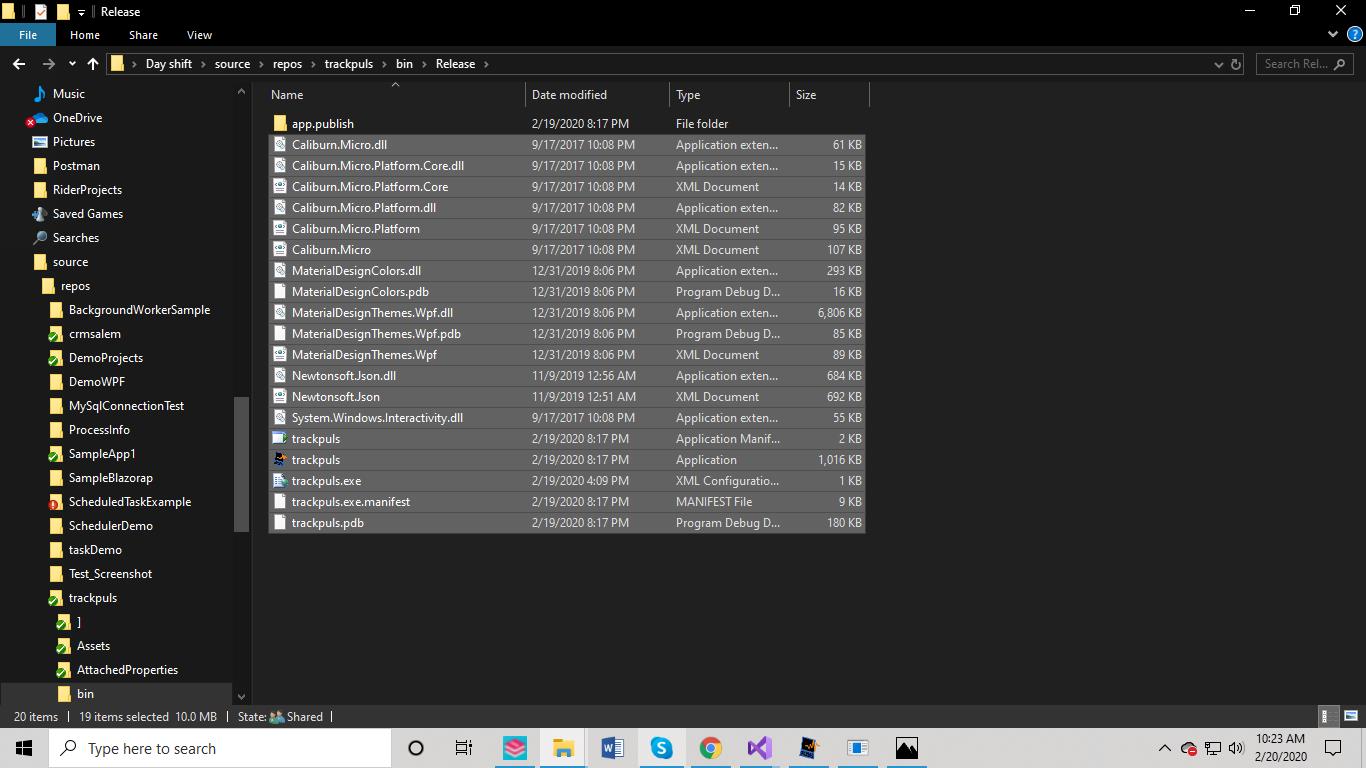 Release
File Home Share View
Day shift source repos trackpuls bin Release Search Rel...
Music
OneDrive
Pictures
Postman
RiderProjects
Saved Games
Searches
source
repos
BackgroundWorkerSample
crmsalem
DemoProjects
DemoWPF
MySqlConnectionTest
ProcessInfo
SampleApp1
SampleBlazorap
ScheduledTaskExample
SchedulerDemo
taskDemo
Test_Screenshot
trackpuls
]
Assets
AttachedProperties
bin
Name Date modified Type Size
app.publish 2/19/2020 8:17 PM File folder
Caliburn.Micro.dll 9/17/2017 10:08 PM Application exten... 61 KB
Caliburn.Micro.Platform.Core.dll 9/17/2017 10:08 PM Application exten... 15 KB
Caliburn.Micro.Platform.Core 9/17/2017 10:08 PM XML Document 14 KB
Caliburn.Micro.Platform.dll 9/17/2017 10:08 PM Application exten... 82 KB
Caliburn.Micro.Platform 9/17/2017 10:08 PM XML Document 95 KB
Caliburn.Micro 9/17/2017 10:08 PM XML Document 107 KB
MaterialDesignColors.dll 12/31/2019 8:06 PM Application exten... 293 KB
MaterialDesignColors.pdb 12/31/2019 8:06 PM Program Debug D... 16 KB
MaterialDesignThemes.Wpf.dll 12/31/2019 8:06 PM Application exten... 6,806 KB
MaterialDesignThemes.Wpf.pdb 12/31/2019 8:06 PM Program Debug D... 85 KB
MaterialDesignThemes.Wpf 12/31/2019 8:06 PM XML Document 89 KB
Newtonsoft.Json.dll 11/9/2019 12:56 AM Application exten... 684 KB
Newtonsoft.Json 11/9/2019 12:51 AM XML Document 692 KB
System.Windows.Interactivity.dll 9/17/2017 10:08 PM Application exten... 55 KB
trackpuls 2/19/2020 8:17 PM Application Manif... 2 KB
trackpuls 2/19/2020 8:17 PM Application 1,016 KB
trackpuls.exe 2/19/2020 4:09 PM XML Configuratio... 1 KB
trackpuls.exe.manifest 2/19/2020 8:17 PM MANIFEST File 9 KB
trackpuls.pdb 2/19/2020 8:17 PM Program Debug D... 180 KB
20 items 19 items selected 10.0 MB State: Shared
Type here to search
10:23 AM
2/20/2020